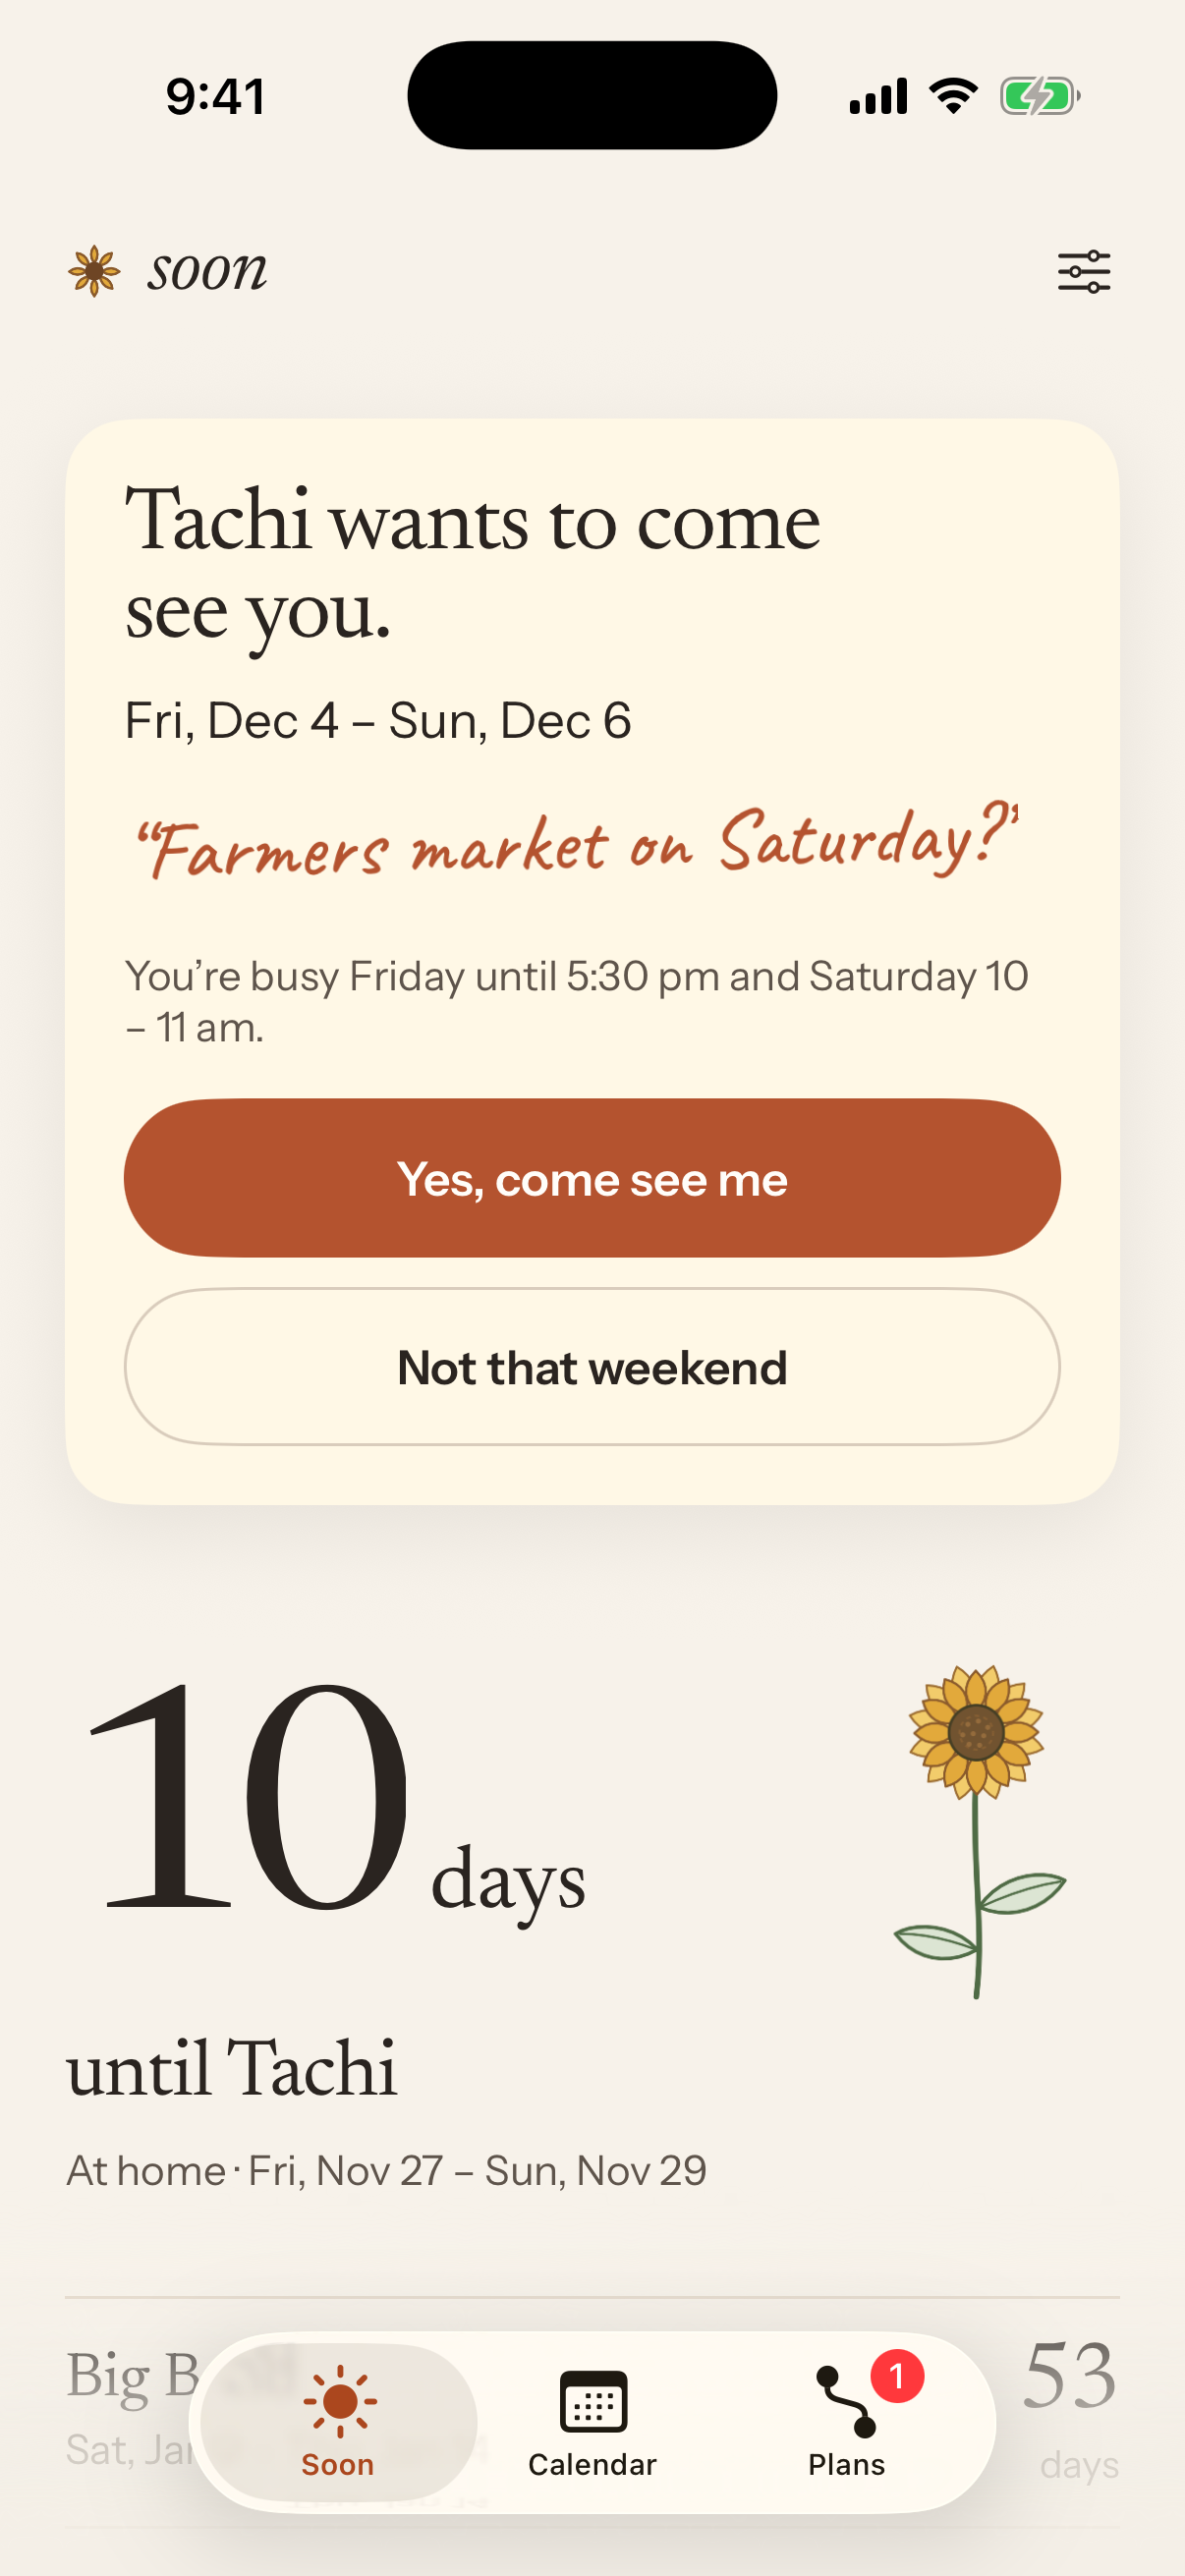 9:41
soon
Tachi wants to come
see you.
Fri, Dec 4 – Sun, Dec 6
“Farmers market on Saturday?”
You’re busy Friday until 5:30 pm and Saturday 10
– 11 am.
Yes, come see me
Not that weekend
10 days
until Tachi
At home · Fri, Nov 27 – Sun, Nov 29
Big
53
Sat,
days
Soon
Calendar
Plans
1